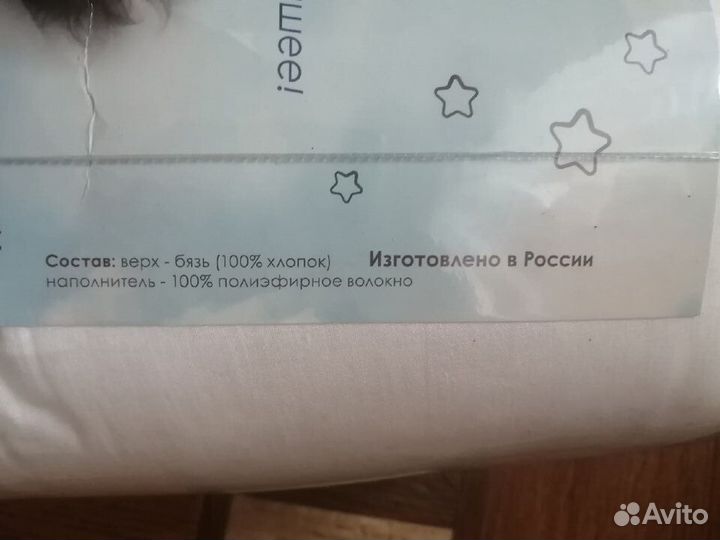 шее!
Состав: верх - бязь (100% хлопок) Изготовлено в России
наполнитель - 100% полиэфирное волокно
Avito